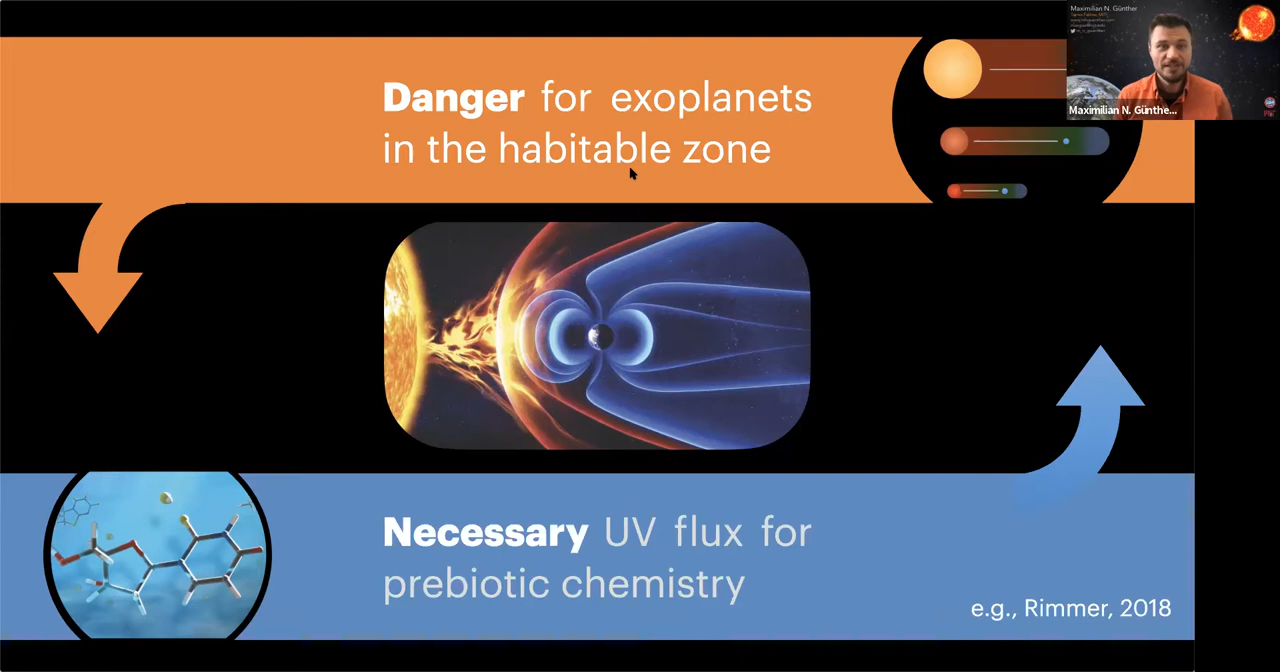 Maximilian N. Günther
Danger for exoplanets
in the habitable zone
Maximilian N. Günthe...
Necessary UV flux for
prebiotic chemistry
e.g., Rimmer, 2018